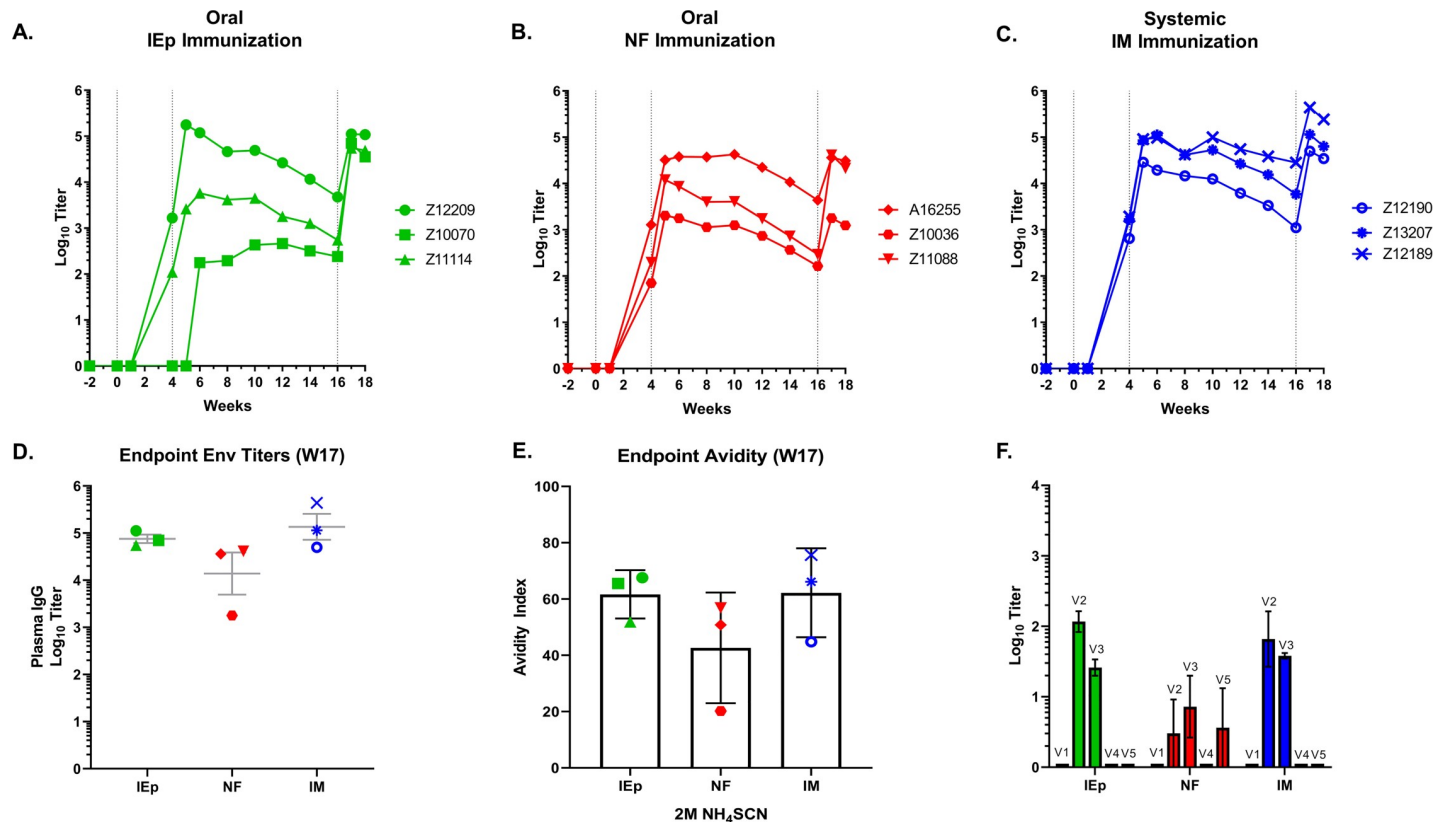 A.
Oral
IEp Immunization
Log10 Titer
6
5
4
3
2
1
0
-2 0 2 4 6 8 10 12 14 16 18
Weeks
Z12209
Z10070
Z11114
B.
Oral
NF Immunization
Log10 Titer
6
5
4
3
2
1
0
-2 0 2 4 6 8 10 12 14 16 18
Weeks
A16255
Z10036
Z11088
C.
Systemic
IM Immunization
Log10 Titer
6
5
4
3
2
1
0
-2 0 2 4 6 8 10 12 14 16 18
Weeks
Z12190
Z13207
Z12189
D.
Endpoint Env Titers (W17)
Plasma IgG
Log10 Titer
6
5
4
3
2
1
0
IEp NF IM
E.
Endpoint Avidity (W17)
Avidity Index
100
80
60
40
20
0
IEp NF IM
2M NH4SCN
F.
Log10 Titer
4
3
2
1
0
V1 V2 V3 V4 V5
V1 V2 V3 V4 V5
V1 V2 V3 V4 V5
IEp NF IM